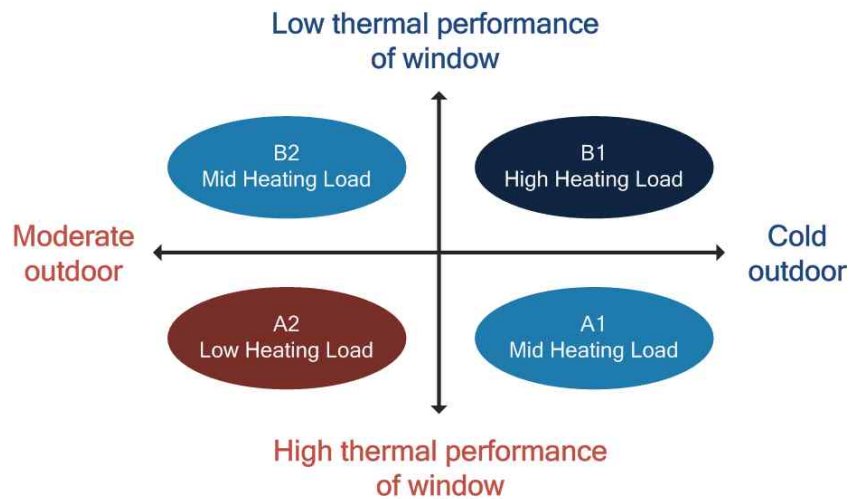 Low thermal performance
of window
B2
Mid Heating Load
B1
High Heating Load
Moderate
outdoor
Cold
outdoor
A2
Low Heating Load
A1
Mid Heating Load
High thermal performance
of window